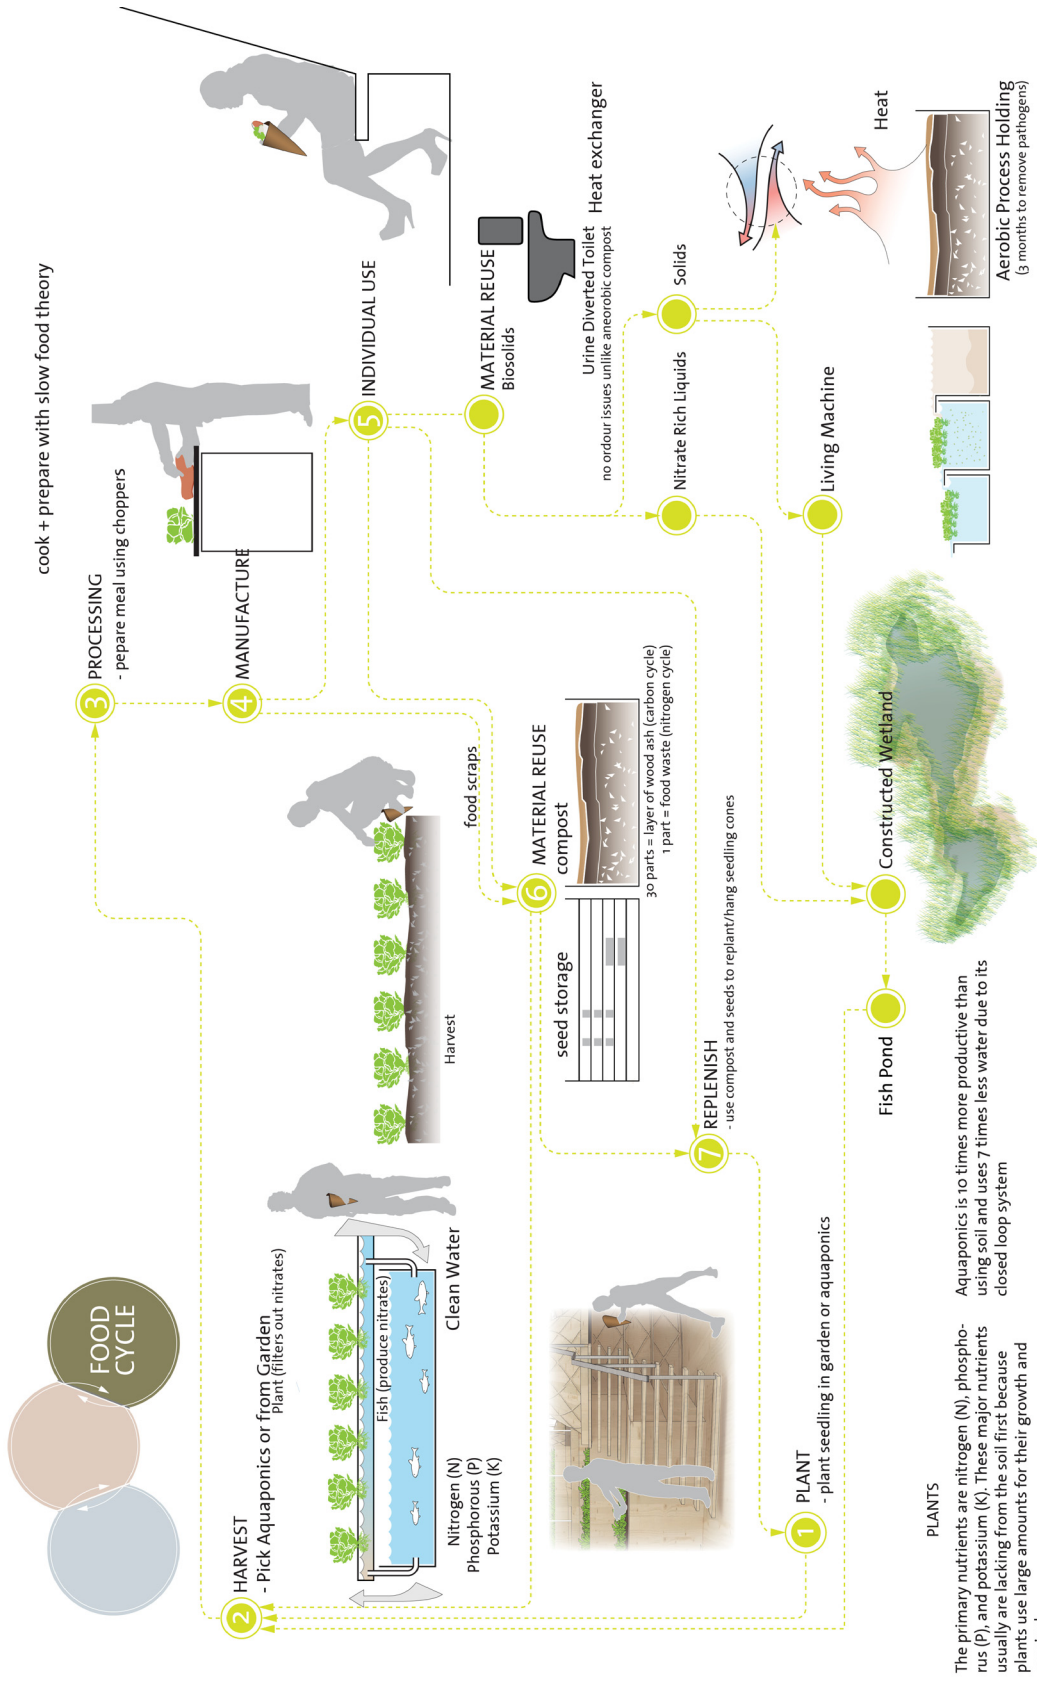 FOOD
CYCLE
cook + prepare with slow food theory
3
PROCESSING
- pepare meal using choppers
2
HARVEST
- Pick Aquaponics or from Garden
Plant (filters out nitrates)
Fish (produce nitrates)
Clean Water
Nitrogen (N)
Phosphorous (P)
Potassium (K)
Harvest
4
MANUFACTURE
5
INDIVIDUAL USE
food scraps
6
MATERIAL REUSE
compost
seed storage
30 parts = layer of wood ash (carbon cycle)
1 part = food waste (nitrogen cycle)
MATERIAL REUSE
Biosolids
Urine Diverted Toilet
no ordour issues unlike aneorobic compost
Heat exchanger
Solids
Nitrate Rich Liquids
Heat
Aerobic Process Holding
(3 months to remove pathogens)
Living Machine
7
REPLENISH
- use compost and seeds to replant/hang seedling cones
1
PLANT
- plant seedling in garden or aquaponics
Fish Pond
Constructed Wetland
PLANTS
The primary nutrients are nitrogen (N), phospho-
rus (P), and potassium (K). These major nutrients
usually are lacking from the soil first because
plants use large amounts for their growth and
Aquaponics is 10 times more productive than
using soil and uses 7 times less water due to its
closed loop system